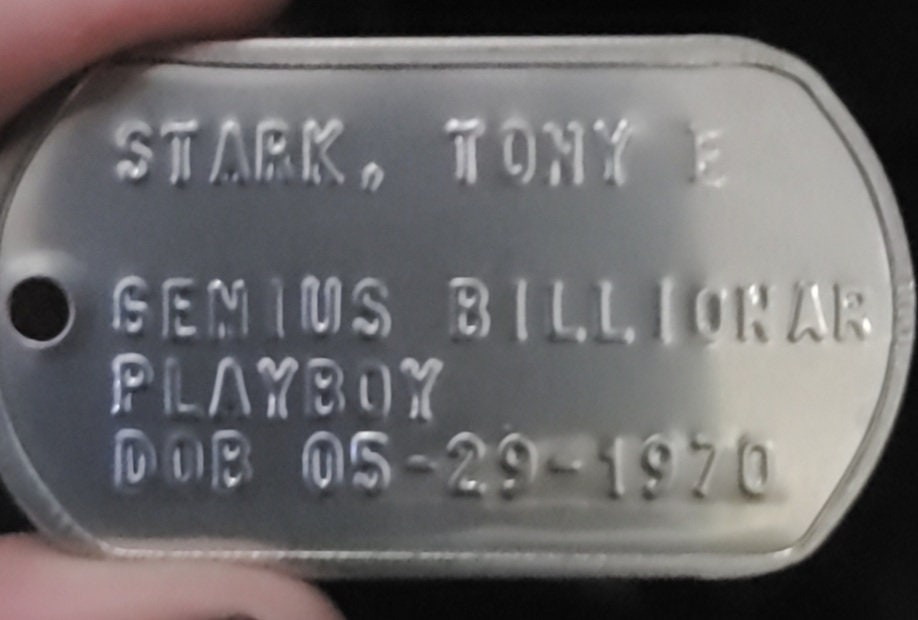 STARK, TONY E
GENIUS BILLIONAR
PLAYBOY
DOB 05-29-1970